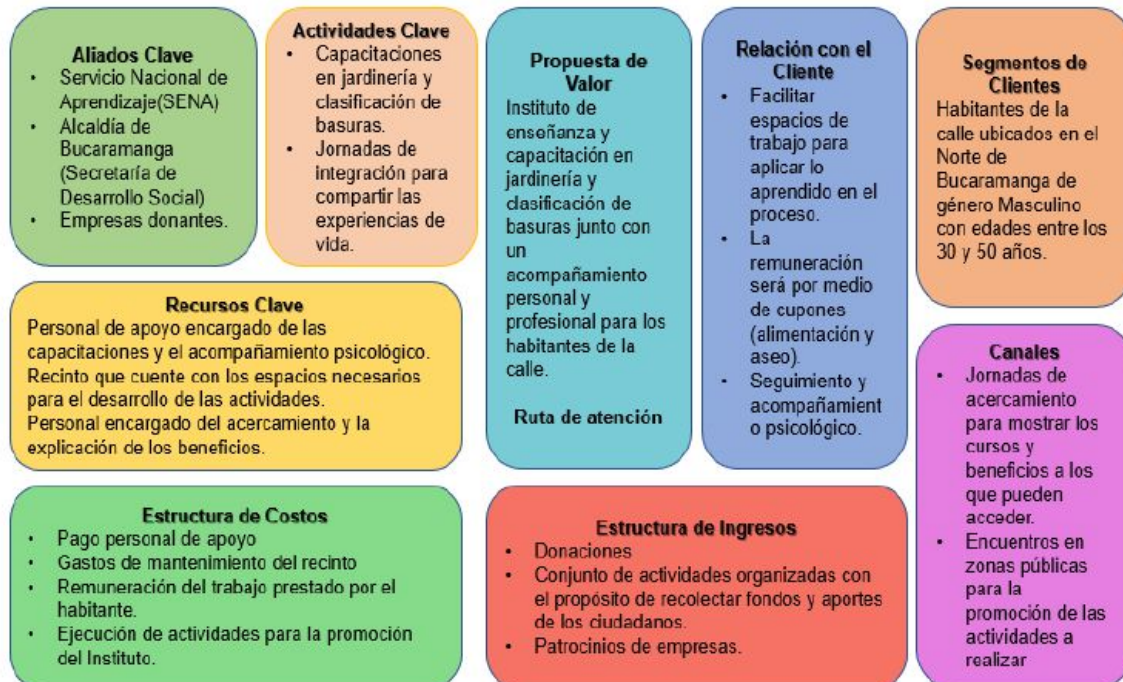 Aliados Clave
• Servicio Nacional de
Aprendizaje(SENA)
• Alcaldía de
Bucaramanga
(Secretaría de
Desarrollo Social)
• Empresas donantes.
Actividades Clave
• Capacitaciones
en jardinería y
clasificación de
basuras.
• Jornadas de
integración para
compartir las
experiencias de
vida.
Recursos Clave
Personal de apoyo encargado de las
capacitaciones y el acompañamiento psicológico.
Recinto que cuente con los espacios necesarios
para el desarrollo de las actividades.
Personal encargado del acercamiento y la
explicación de los beneficios.
Propuesta de
Valor
Instituto de
enseñanza y
capacitación en
jardinería y
clasificación de
basuras junto con
un
acompañamiento
personal y
profesional para los
habitantes de la
calle.
Ruta de atención
Relación con el
Cliente
• Facilitar
espacios de
trabajo para
aplicar lo
aprendido en el
proceso.
• La
remuneración
será por medio
de cupones
(alimentación y
aseo).
• Seguimiento y
acompañamient
o psicológico.
Segmentos de
Clientes
Habitantes de la
calle ubicados en el
Norte de
Bucaramanga de
género Masculino
con edades entre los
30 y 50 años.
Canales
• Jornadas de
acercamiento
para mostrar los
cursos y
beneficios a los
que pueden
acceder.
• Encuentros en
zonas públicas
para la
promoción de las
actividades a
realizar
Estructura de Costos
• Pago personal de apoyo
• Gastos de mantenimiento del recinto
• Remuneración del trabajo prestado por el
habitante.
• Ejecución de actividades para la promoción
del Instituto.
Estructura de Ingresos
• Donaciones
• Conjunto de actividades organizadas con
el propósito de recolectar fondos y aportes
de los ciudadanos.
• Patrocinios de empresas.